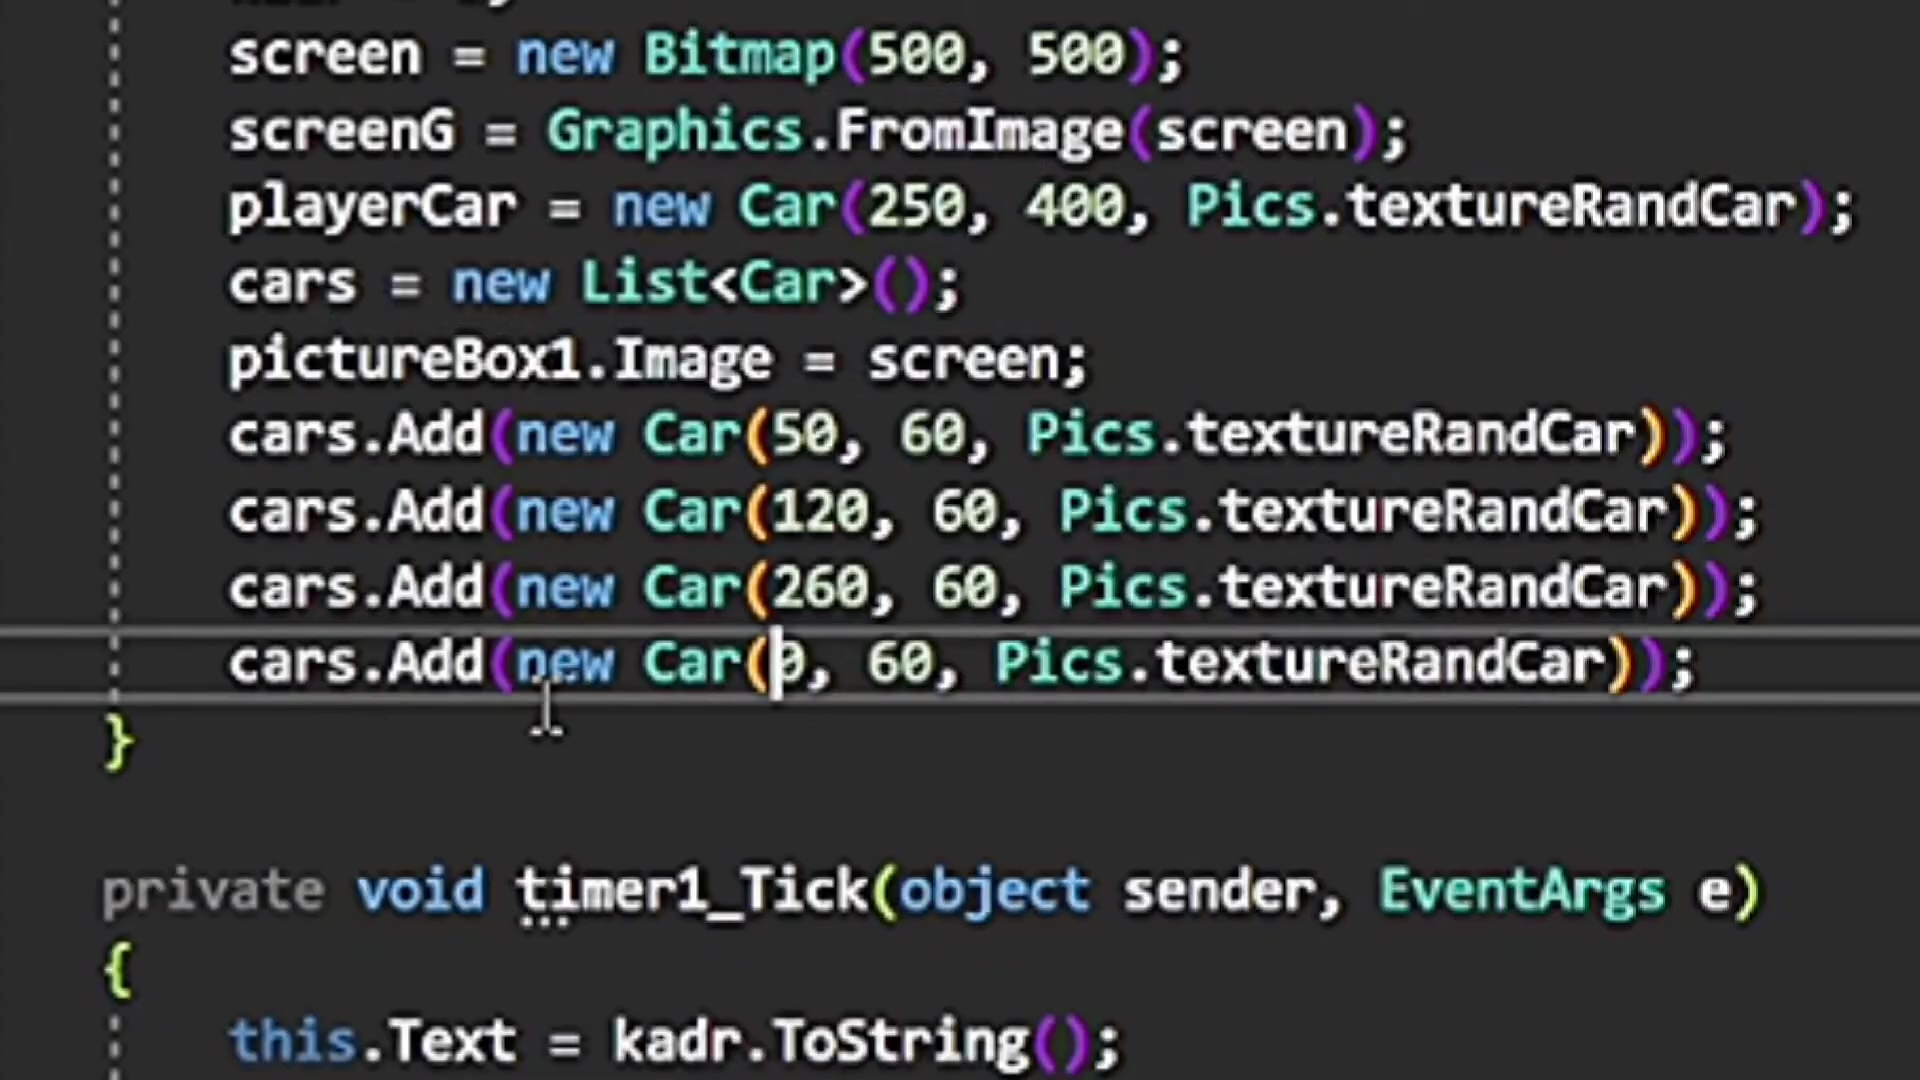 screen = new Bitmap(500, 500);
screenG = Graphics.FromImage(screen);
playerCar = new Car(250, 400, Pics.textureRandCar);
cars = new List<Car>();
pictureBox1.Image = screen;
cars.Add(new Car(50, 60, Pics.textureRandCar));
cars.Add(new Car(120, 60, Pics.textureRandCar));
cars.Add(new Car(260, 60, Pics.textureRandCar));
cars.Add(new Car(0, 60, Pics.textureRandCar));
}
private void timer1_Tick(object sender, EventArgs e)
{
this.Text = kadr.ToString();